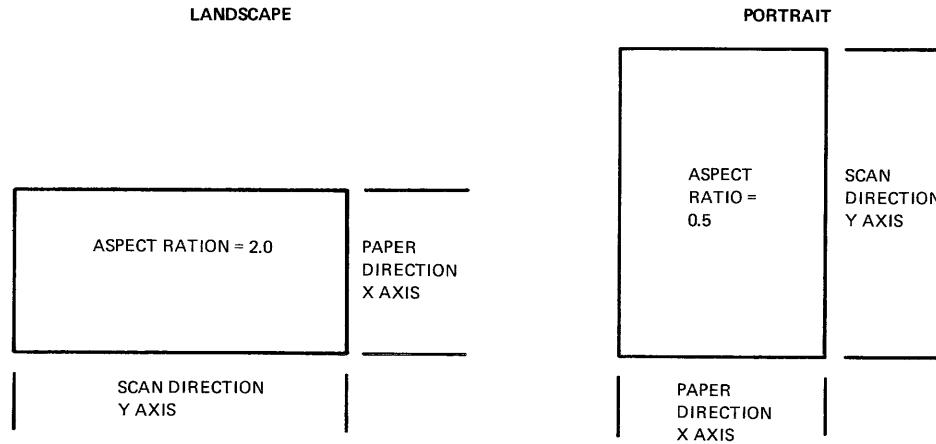 LANDSCAPE
ASPECT RATION = 2.0
PAPER
DIRECTION
X AXIS
SCAN DIRECTION
Y AXIS
PORTRAIT
ASPECT
RATIO =
0.5
SCAN
DIRECTION
Y AXIS
PAPER
DIRECTION
X AXIS